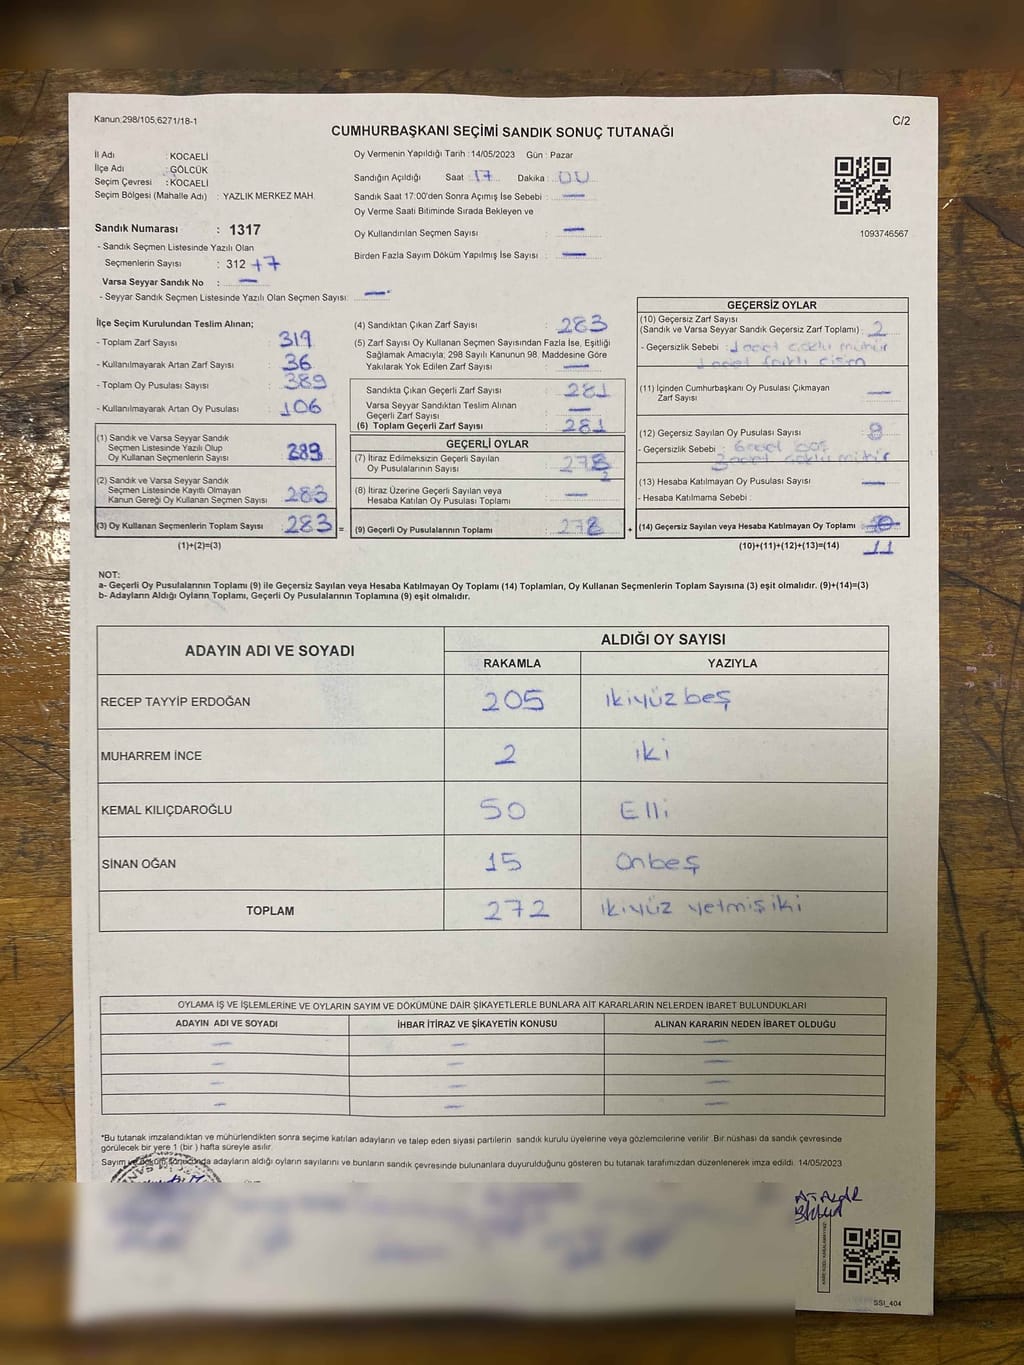 Kanun:298/105;6271/18-1
C/2
CUMHURBAŞKANI SEÇİMİ SANDIK SONUÇ TUTANAĞI
İl Adı : KOCAELİ
İlçe Adı : GÖLCÜK
Seçim Çevresi : KOCAELİ
Seçim Bölgesi (Mahalle Adı) : YAZLIK MERKEZ MAH.
Sandık Numarası : 1317
- Sandık Seçmen Listesinde Yazılı Olan
Seçmenlerin Sayısı : 312 +7
Varsa Seyyar Sandık No : —
- Seyyar Sandık Seçmen Listesinde Yazılı Olan Seçmen Sayısı: —
Oy Vermenin Yapıldığı Tarih : 14/05/2023 Gün : Pazar
Sandığın Açıldığı Saat : 17 Dakika : 00
Sandık Saat 17:00'den Sonra Açımış İse Sebebi : —
Oy Verme Saati Bitiminde Sırada Bekleyen ve
Oy Kullandırılan Seçmen Sayısı : —
Birden Fazla Sayım Döküm Yapılmış İse Sayısı : —
1093746567
İlçe Seçim Kurulundan Teslim Alınan;
- Toplam Zarf Sayısı : 319
- Kullanılmayarak Artan Zarf Sayısı : 36
- Toplam Oy Pusulası Sayısı : 389
- Kullanılmayarak Artan Oy Pusulası : 106
(1) Sandık ve Varsa Seyyar Sandık
Seçmen Listesinde Yazılı Olup
Oy Kullanan Seçmenlerin Sayısı :
(2) Sandık ve Varsa Seyyar Sandık
Seçmen Listesinde Kayıtlı Olmayan
Kanun Gereği Oy Kullanan Seçmen Sayısı : 283
(3) Oy Kullanan Seçmenlerin Toplam Sayısı : 283 =
(1)+(2)=(3)
(4) Sandıktan Çıkan Zarf Sayısı : 283
(5) Zarf Sayısı Oy Kullanan Seçmen Sayısından Fazla İse, Eşitliği
Sağlamak Amacıyla; 298 Sayılı Kanunun 98. Maddesine Göre
Yakılarak Yok Edilen Zarf Sayısı : —
Sandıkta Çıkan Geçerli Zarf Sayısı : 281
Varsa Seyyar Sandıktan Teslim Alınan
Geçerli Zarf Sayısı : —
(6) Toplam Geçerli Zarf Sayısı : 281
GEÇERLİ OYLAR
(7) İtiraz Edilmeksizin Geçerli Sayılan
Oy Pusulalarının Sayısı :
(8) İtiraz Üzerine Geçerli Sayılan veya
Hesaba Katılan Oy Pusulası Toplamı : —
(9) Geçerli Oy Pusulalarının Toplamı :
+
GEÇERSİZ OYLAR
(10) Geçersiz Zarf Sayısı
(Sandık ve Varsa Seyyar Sandık Geçersiz Zarf Toplamı) : 2
- Geçersizlik Sebebi : 1 adet çoklu mühür
1 adet farklı cisim
(11) İçinden Cumhurbaşkanı Oy Pusulası Çıkmayan
Zarf Sayısı : —
(12) Geçersiz Sayılan Oy Pusulası Sayısı :
- Geçersizlik Sebebi : 6 adet boş
3 adet çoklu mühür
(13) Hesaba Katılmayan Oy Pusulası Sayısı : —
- Hesaba Katılmama Sebebi :
(14) Geçersiz Sayılan veya Hesaba Katılmayan Oy Toplamı :
(10)+(11)+(12)+(13)=(14) 11
NOT:
a- Geçerli Oy Pusulalarının Toplamı (9) ile Geçersiz Sayılan veya Hesaba Katılmayan Oy Toplamı (14) Toplamları, Oy Kullanan Seçmenlerin Toplam Sayısına (3) eşit olmalıdır. (9)+(14)=(3)
b- Adayların Aldığı Oyların Toplamı, Geçerli Oy Pusulalarının Toplamına (9) eşit olmalıdır.
ADAYIN ADI VE SOYADI ALDIĞI OY SAYISI
RAKAMLA YAZIYLA
RECEP TAYYİP ERDOĞAN 205 ikiyüz beş
MUHARREM İNCE 2 iki
KEMAL KILIÇDAROĞLU 50 Elli
SİNAN OĞAN 15 Onbeş
TOPLAM 272 ikiyüz yetmiş iki
OYLAMA İŞ VE İŞLEMLERİNE VE OYLARIN SAYIM VE DÖKÜMÜNE DAİR ŞİKAYETLERLE BUNLARA AİT KARARLARIN NELERDEN İBARET BULUNDUKLARI
ADAYIN ADI VE SOYADI İHBAR İTİRAZ VE ŞİKAYETİN KONUSU ALINAN KARARIN NEDEN İBARET OLDUĞU
— — —
— — —
— — —
— — —
*Bu tutanak imzalandıktan ve mühürlendikten sonra seçime katılan adayların ve talep eden siyasi partilerin sandık kurulu üyelerine veya gözlemcilerine verilir. Bir nüshası da sandık çevresinde
görülecek bir yere 1 (bir ) hafta süreyle asılır.
Sayım ve döküm sonucunda adayların aldığı oyların sayılarını ve bunların sandık çevresinde bulunanlara duyurulduğunu gösteren bu tutanak tarafımızdan düzenlenerek imza edildi. 14/05/2023
SSİ_404